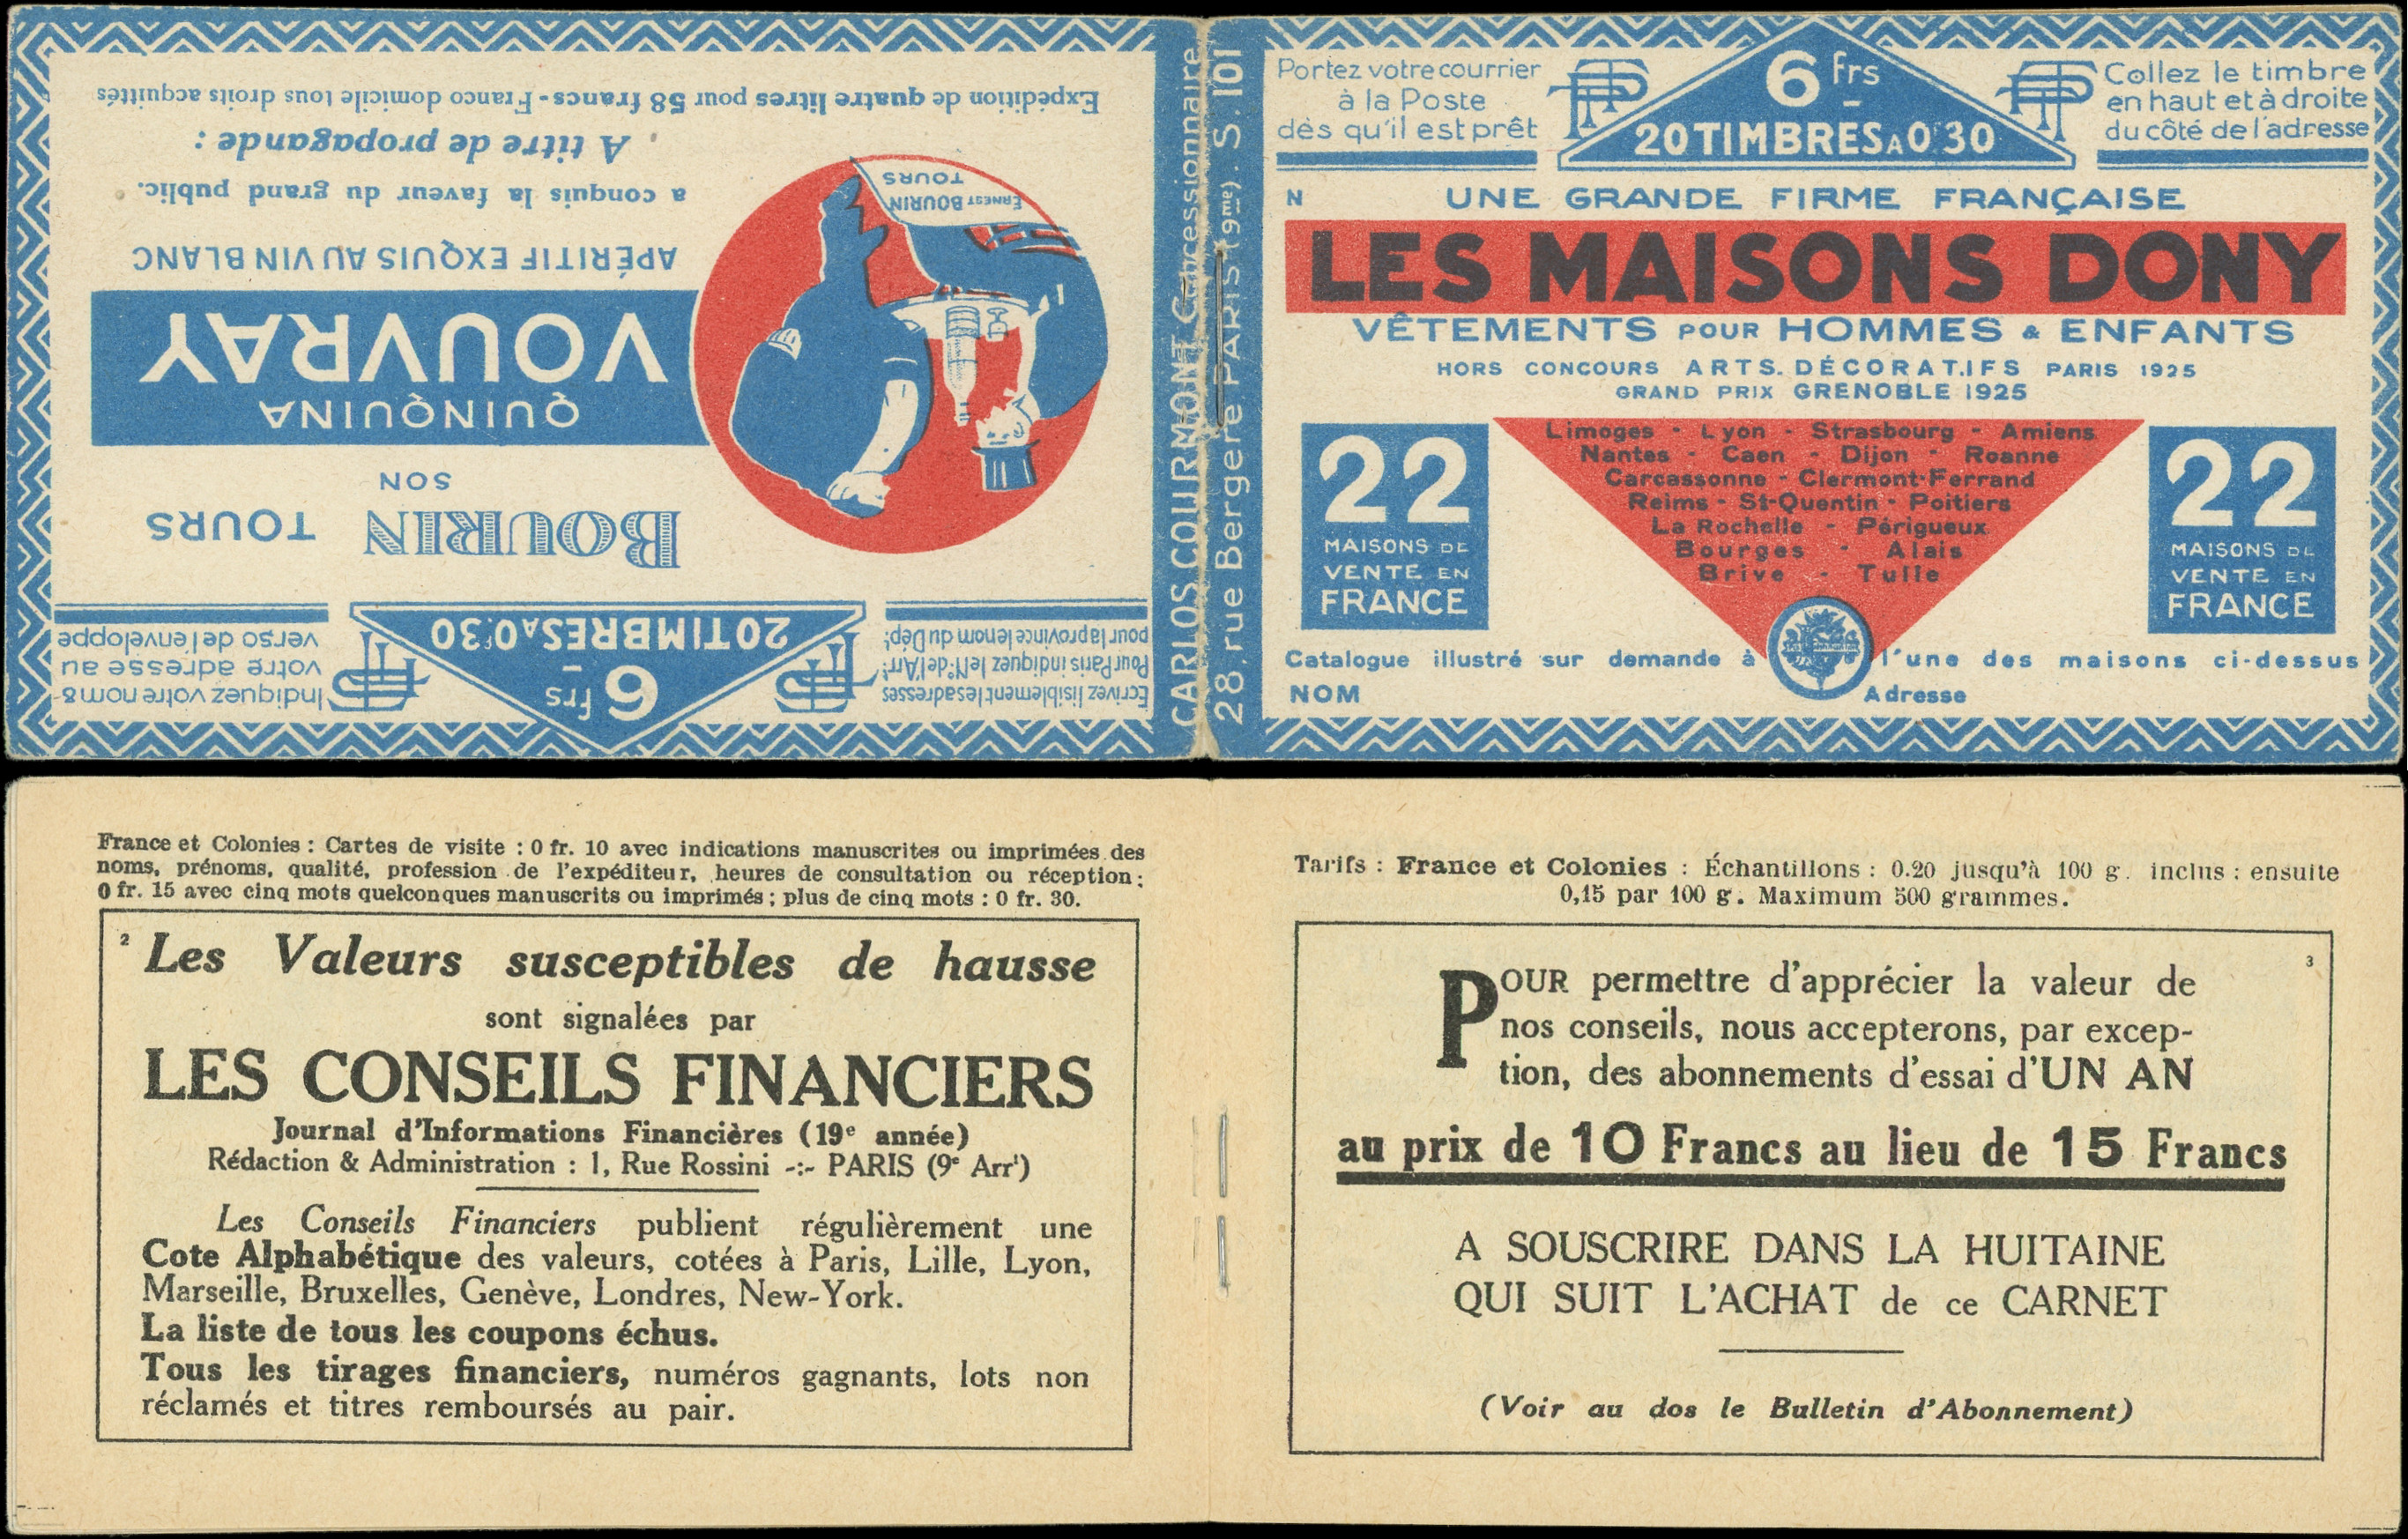 Expédition de quatre litres pour 58 francs - Franco domicile tous droits acquittés
A titre de propagande :
a conquis la faveur du grand public.
APÉRITIF EXQUIS AU VIN BLANC
VOUVRAY
QUINQUINA
SON
BOURIN TOURS
ERNEST BOURIN
TOURS
Ecrivez lisiblement les adresses
Pour Paris indiquez le N° de l'Arr.t
pour la province le nom du Dép.t
6 frs
20 TIMBRES A 0F.30
Indiquez votre nom &
votre adresse au
verso de l'enveloppe
CARLOS COURMONT Concessionnaire
28, rue Bergère PARIS (9me). S. 101
Portez votre courrier
à la Poste
dès qu'il est prêt
6 frs
20 TIMBRES A 0F.30
Collez le timbre
en haut et à droite
du côté de l'adresse
N UNE GRANDE FIRME FRANÇAISE
LES MAISONS DONY
VÊTEMENTS POUR HOMMES & ENFANTS
HORS CONCOURS ARTS. DÉCORAT.IFS PARIS 1925
GRAND PRIX GRENOBLE 1925
22
MAISONS DE
VENTE EN
FRANCE
Limoges - Lyon - Strasbourg - Amiens
Nantes - Caen - Dijon - Roanne
Carcassonne - Clermont-Ferrand
Reims - St-Quentin - Poitiers
La Rochelle - Périgueux
Bourges - Alais
Brive - Tulle
22
MAISONS DE
VENTE EN
FRANCE
Catalogue illustré sur demande à l'une des maisons ci-dessus
NOM Adresse
France et Colonies : Cartes de visite : 0 fr. 10 avec indications manuscrites ou imprimées des
noms, prénoms, qualité, profession de l'expéditeur, heures de consultation ou réception ;
0 fr. 15 avec cinq mots quelconques manuscrits ou imprimés ; plus de cinq mots : 0 fr. 30.
2
Les Valeurs susceptibles de hausse
sont signalées par
LES CONSEILS FINANCIERS
Journal d'Informations Financières (19e année)
Rédaction & Administration : 1, Rue Rossini -:- PARIS (9e Arrt)
Les Conseils Financiers publient régulièrement une
Cote Alphabétique des valeurs, cotées à Paris, Lille, Lyon,
Marseille, Bruxelles, Genève, Londres, New-York.
La liste de tous les coupons échus.
Tous les tirages financiers, numéros gagnants, lots non
réclamés et titres remboursés au pair.
Tarifs : France et Colonies : Échantillons : 0.20 jusqu'à 100 g. inclus : ensuite
0,15 par 100 g. Maximum 500 grammes.
3
POUR permettre d'apprécier la valeur de
nos conseils, nous accepterons, par excep-
tion, des abonnements d'essai d'UN AN
au prix de 10 Francs au lieu de 15 Francs
A SOUSCRIRE DANS LA HUITAINE
QUI SUIT L'ACHAT de ce CARNET
(Voir au dos le Bulletin d'Abonnement)